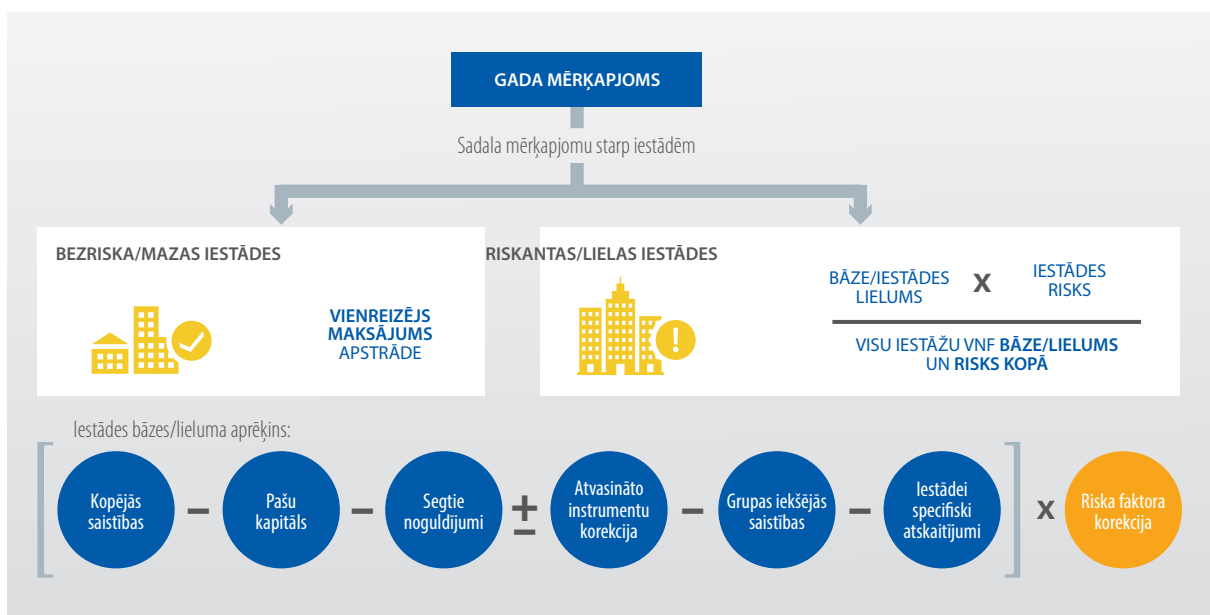 GADA MĒRĶAPJOMS
Sadala mērķapjomu starp iestādēm
BEZRISKA/MAZAS IESTĀDES
VIENREIZĒJS
MAKSĀJUMS
APSTRĀDE
RISKANTAS/LIELAS IESTĀDES
BĀZE/IESTĀDES
LIELUMS
X
IESTĀDES
RISKS
VISU IESTĀŽU VNF BĀZE/LIELUMS
UN RISKS KOPĀ
Iestādes bāzes/lieluma aprēķins:
Kopējās
saistības
–
Pašu
kapitāls
–
Segtie
noguldījumi
±
Atvasināto
instrumentu
korekcija
–
Grupas iekšējās
saistības
–
Iestādei
specifiski
atskaitījumi
x
Riska faktora
korekcija